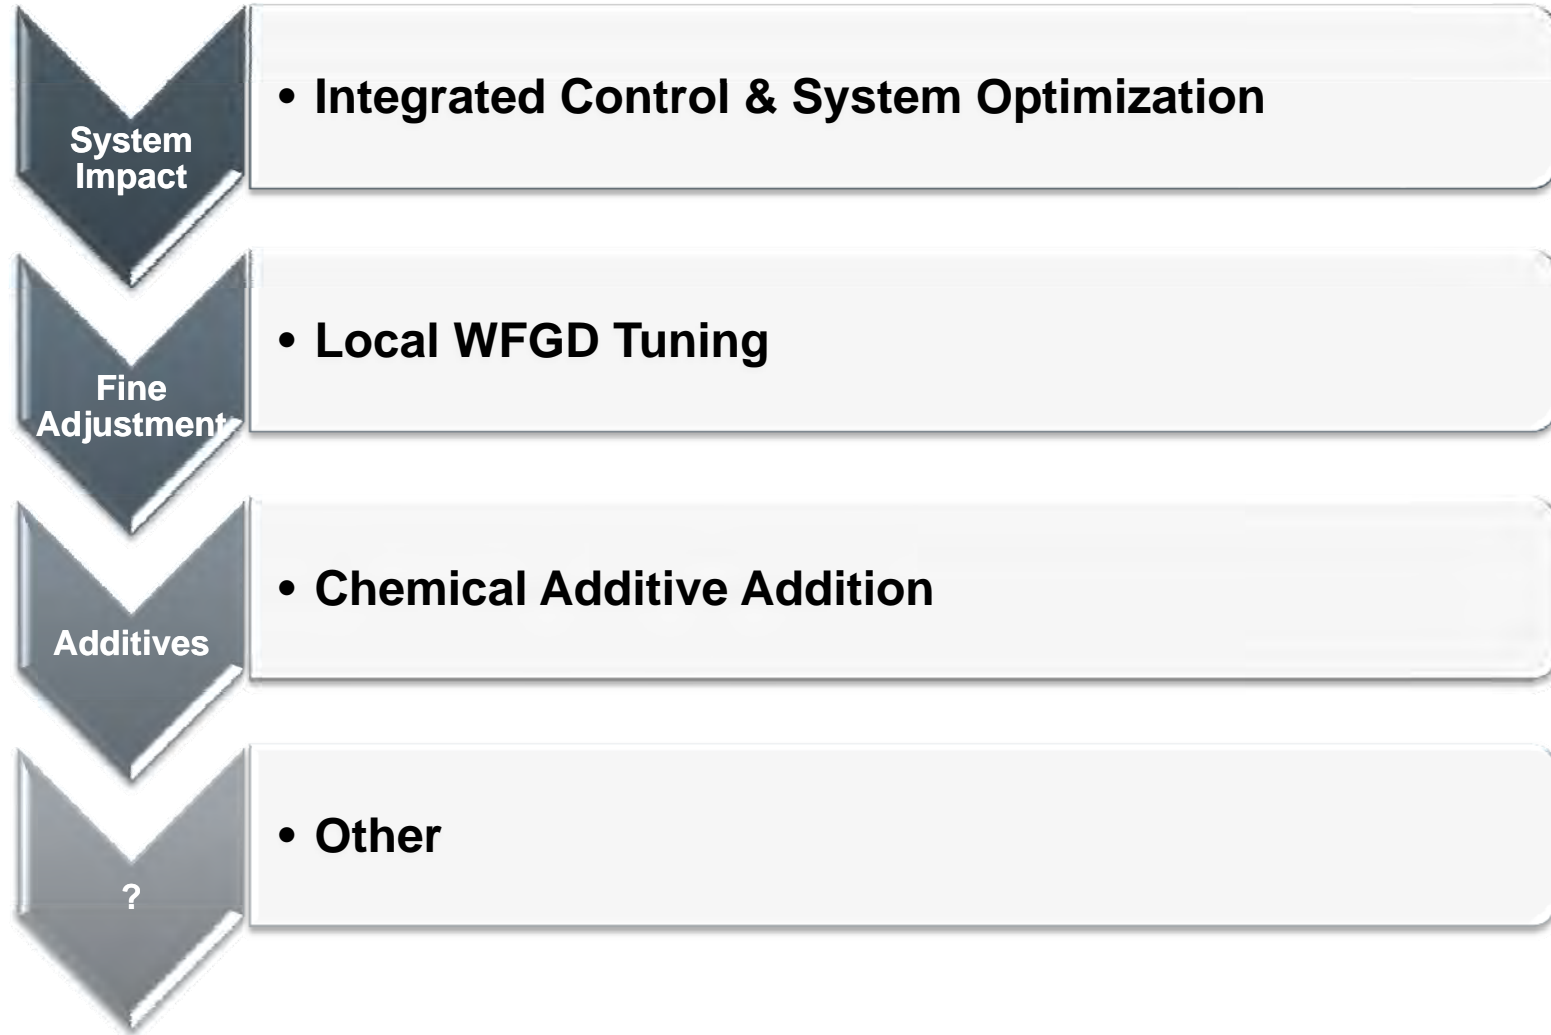 System
Impact
• Integrated Control & System Optimization
Fine
Adjustment
• Local WFGD Tuning
Additives
• Chemical Additive Addition
?
• Other